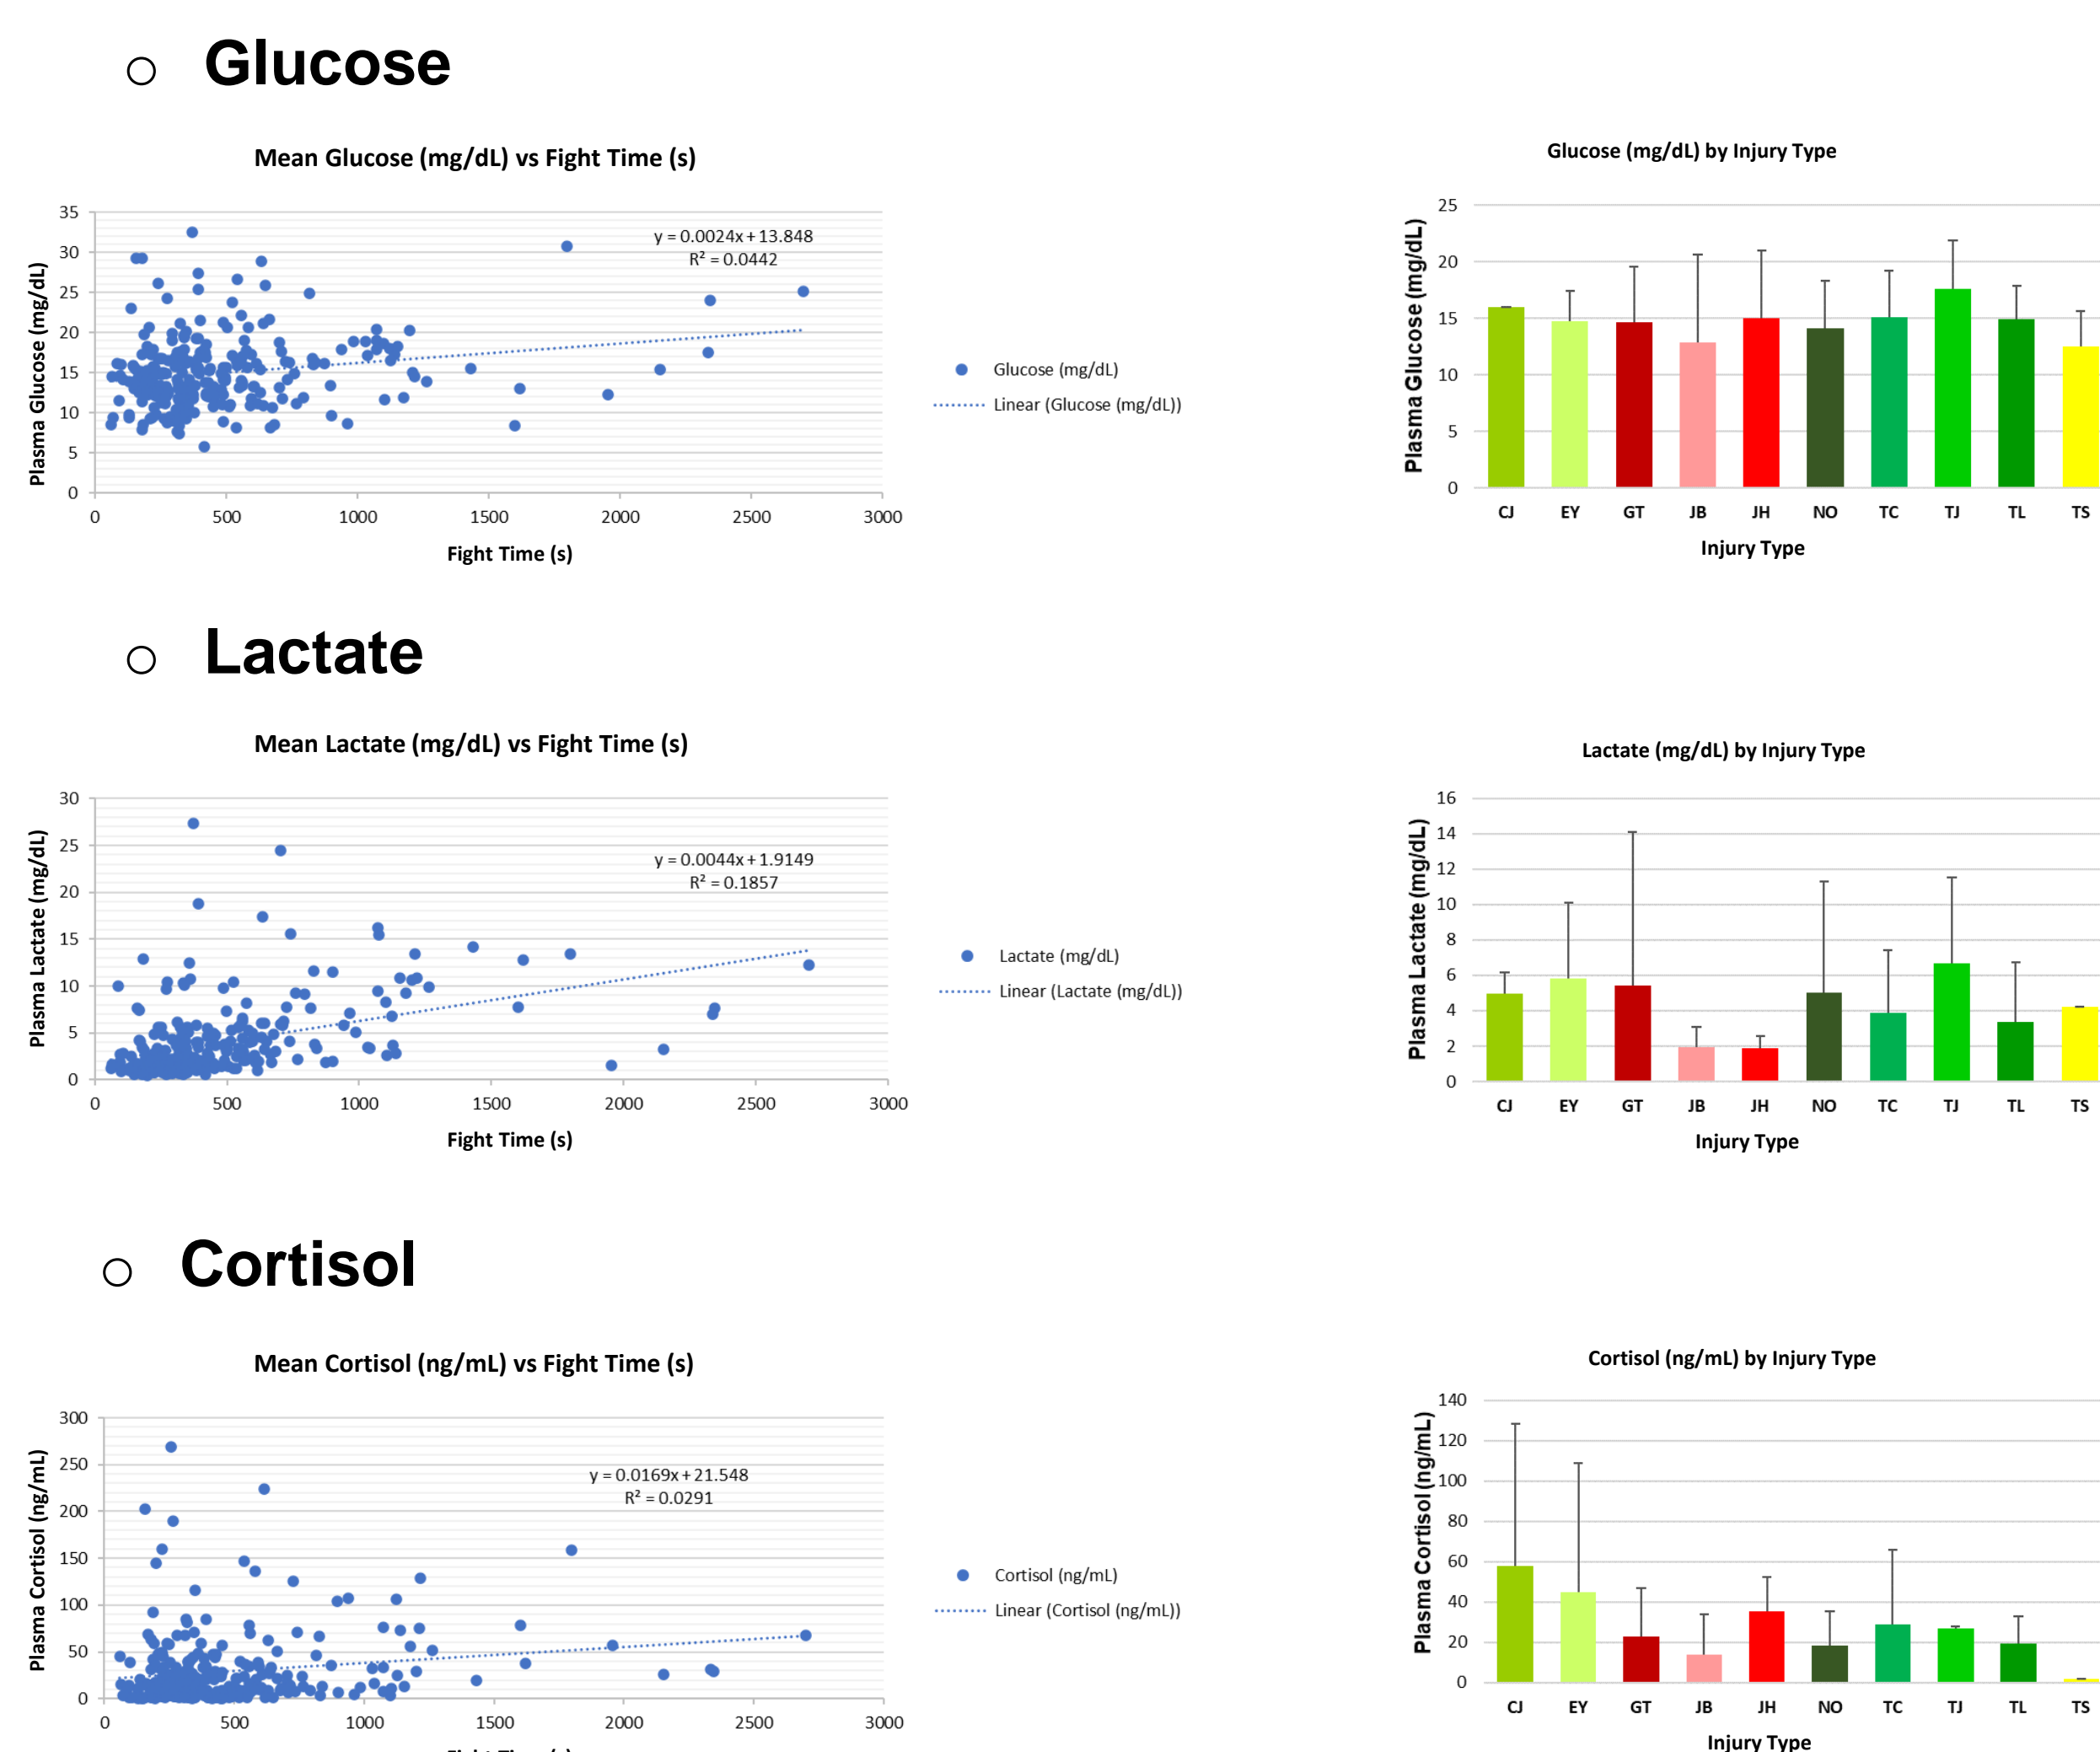 ○ Glucose
Mean Glucose (mg/dL) vs Fight Time (s)
Plasma Glucose (mg/dL)
35
30
25
20
15
10
5
0
y = 0.0024x + 13.848
R² = 0.0442
0 500 1000 1500 2000 2500 3000
Fight Time (s)
Glucose (mg/dL)
Linear (Glucose (mg/dL))
Glucose (mg/dL) by Injury Type
Plasma Glucose (mg/dL)
25
20
15
10
5
0
CJ EY GT JB JH NO TC TJ TL TS
Injury Type
○ Lactate
Mean Lactate (mg/dL) vs Fight Time (s)
Plasma Lactate (mg/dL)
30
25
20
15
10
5
0
y = 0.0044x + 1.9149
R² = 0.1857
0 500 1000 1500 2000 2500 3000
Fight Time (s)
Lactate (mg/dL)
Linear (Lactate (mg/dL))
Lactate (mg/dL) by Injury Type
Plasma Lactate (mg/dL)
16
14
12
10
8
6
4
2
0
CJ EY GT JB JH NO TC TJ TL TS
Injury Type
○ Cortisol
Mean Cortisol (ng/mL) vs Fight Time (s)
Plasma Cortisol (ng/mL)
300
250
200
150
100
50
0
y = 0.0169x + 21.548
R² = 0.0291
0 500 1000 1500 2000 2500 3000
Fight Time (s)
Cortisol (ng/mL)
Linear (Cortisol (ng/mL))
Cortisol (ng/mL) by Injury Type
Plasma Cortisol (ng/mL)
140
120
100
80
60
40
20
0
CJ EY GT JB JH NO TC TJ TL TS
Injury Type